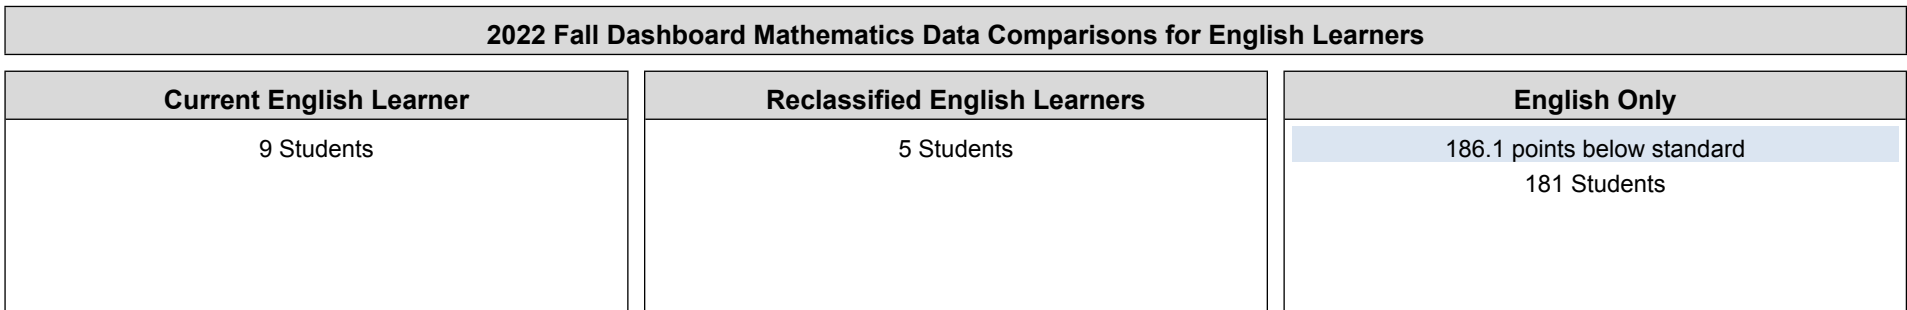 2022 Fall Dashboard Mathematics Data Comparisons for English Learners
Current English Learner
9 Students
Reclassified English Learners
5 Students
English Only
186.1 points below standard
181 Students